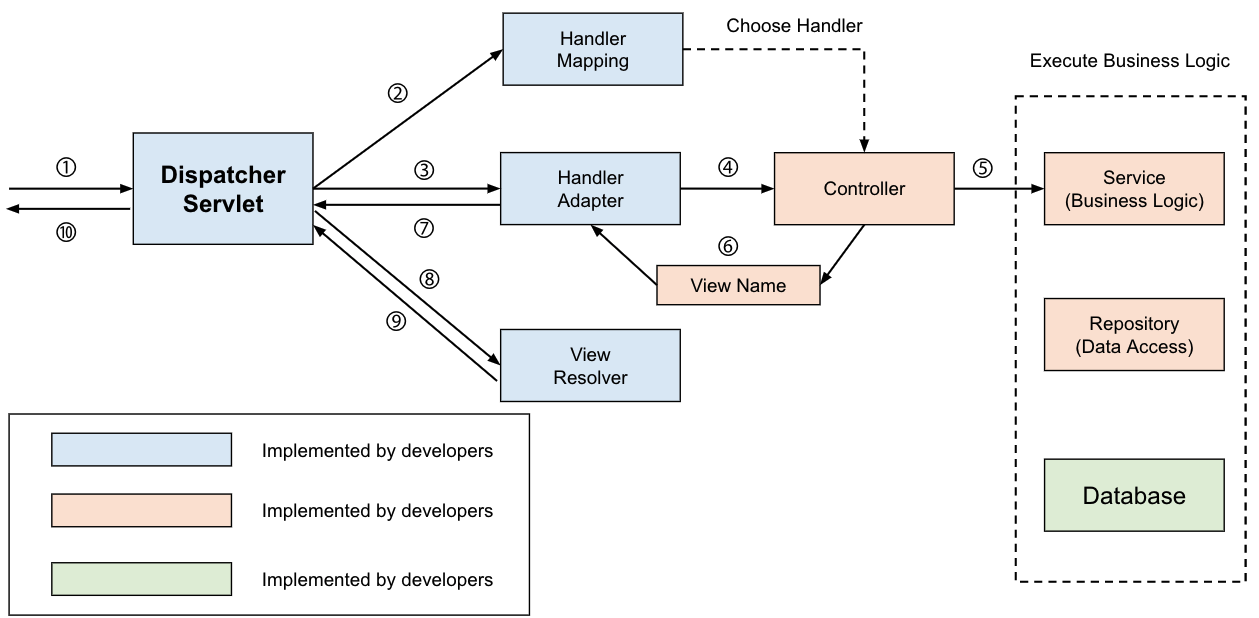 Choose Handler
Handler
Mapping
Execute Business Logic
②
①
Dispatcher
Servlet
③
Handler
Adapter
④
Controller
⑤
Service
(Business Logic)
⑩
⑦
⑥
View Name
⑧
⑨
View
Resolver
Repository
(Data Access)
Implemented by developers
Implemented by developers
Implemented by developers
Database